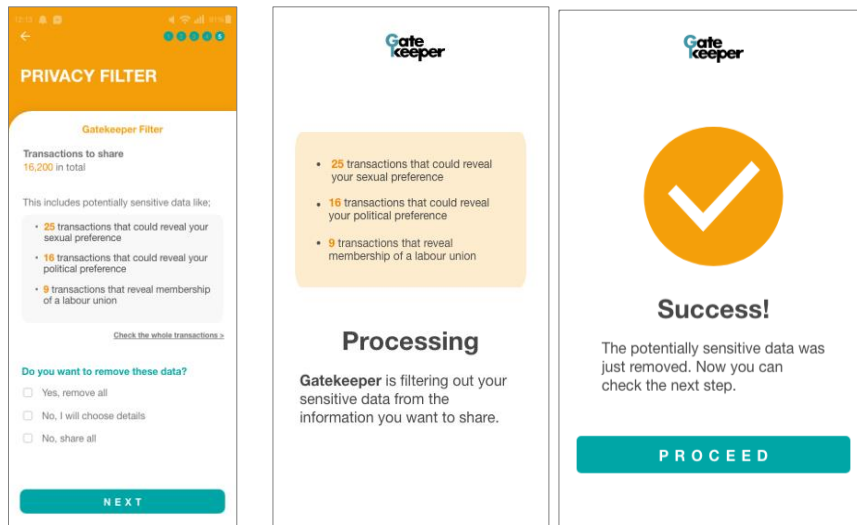 12:13
91%
5
PRIVACY FILTER
Gatekeeper Filter
Transactions to share
16,200 in total
This includes potentially sensitive data like;
• 25 transactions that could reveal your
sexual preference
• 16 transactions that could reveal your
political preference
• 9 transactions that reveal membership
of a labour union
Check the whole transactions >
Do you want to remove these data?
Yes, remove all
No, I will choose details
No, share all
NEXT
Gate
keeper
• 25 transactions that could reveal
your sexual preference
• 16 transactions that could reveal
your political preference
• 9 transactions that reveal
membership of a labour union
Processing
Gatekeeper is filtering out your
sensitive data from the
information you want to share.
Gate
keeper
Success!
The potentially sensitive data was
just removed. Now you can
check the next step.
PROCEED